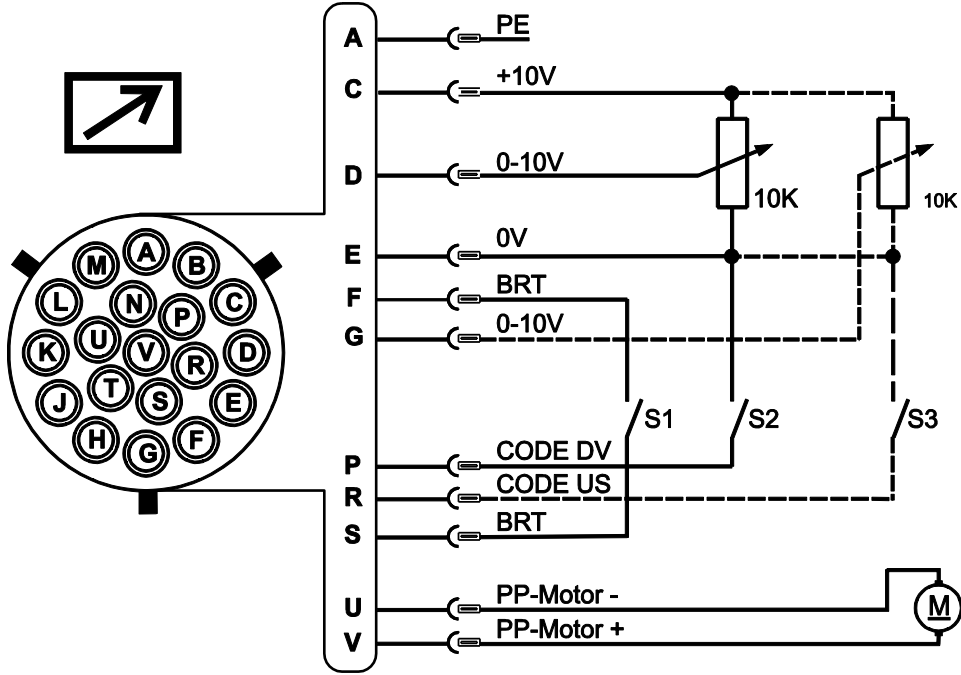 A PE
C +10V
D 0-10V
10K
10K
E 0V
F BRT
G 0-10V
S1 S2 S3
P CODE DV
R CODE US
S BRT
U PP-Motor -
V PP-Motor +
M
A
M B
L N P C
K U V R D
J T S E
H G F